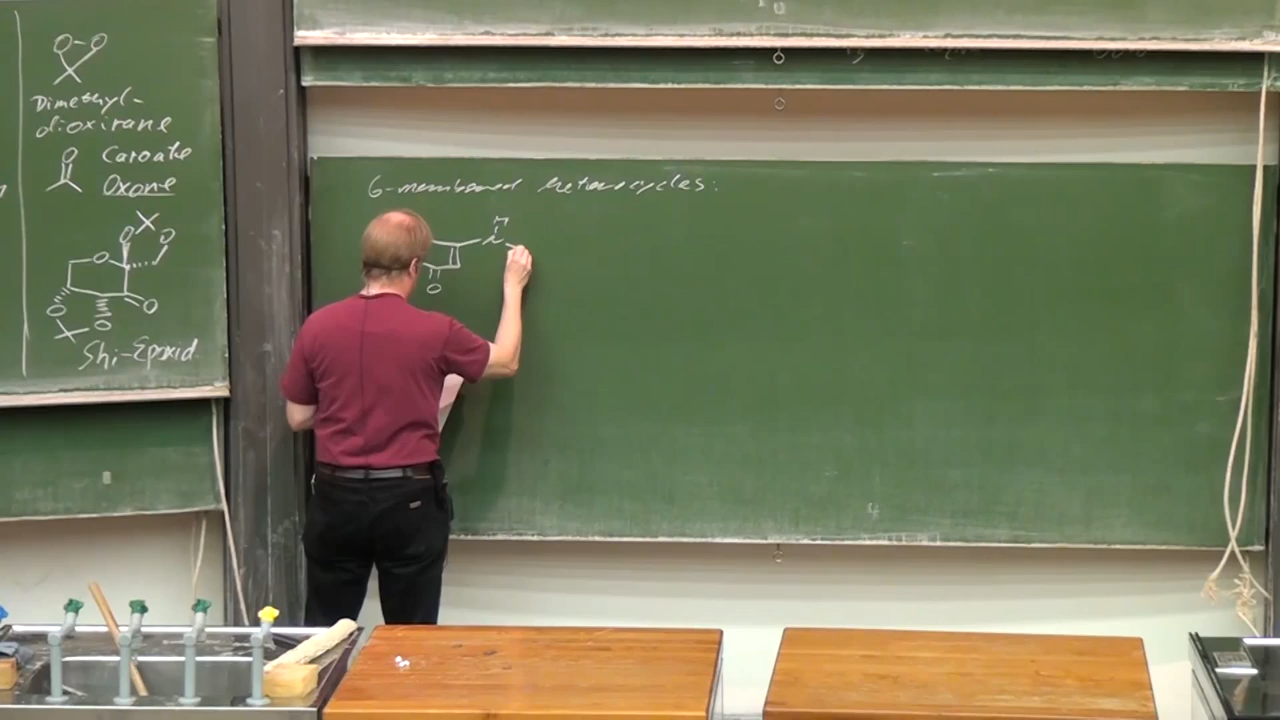 O-O
Dimethyl-
dioxirane
O
Caroate
Oxone
O
O
O
O
O
O
Shi-Epoxid
6-membered heterocycles:
H
N
O